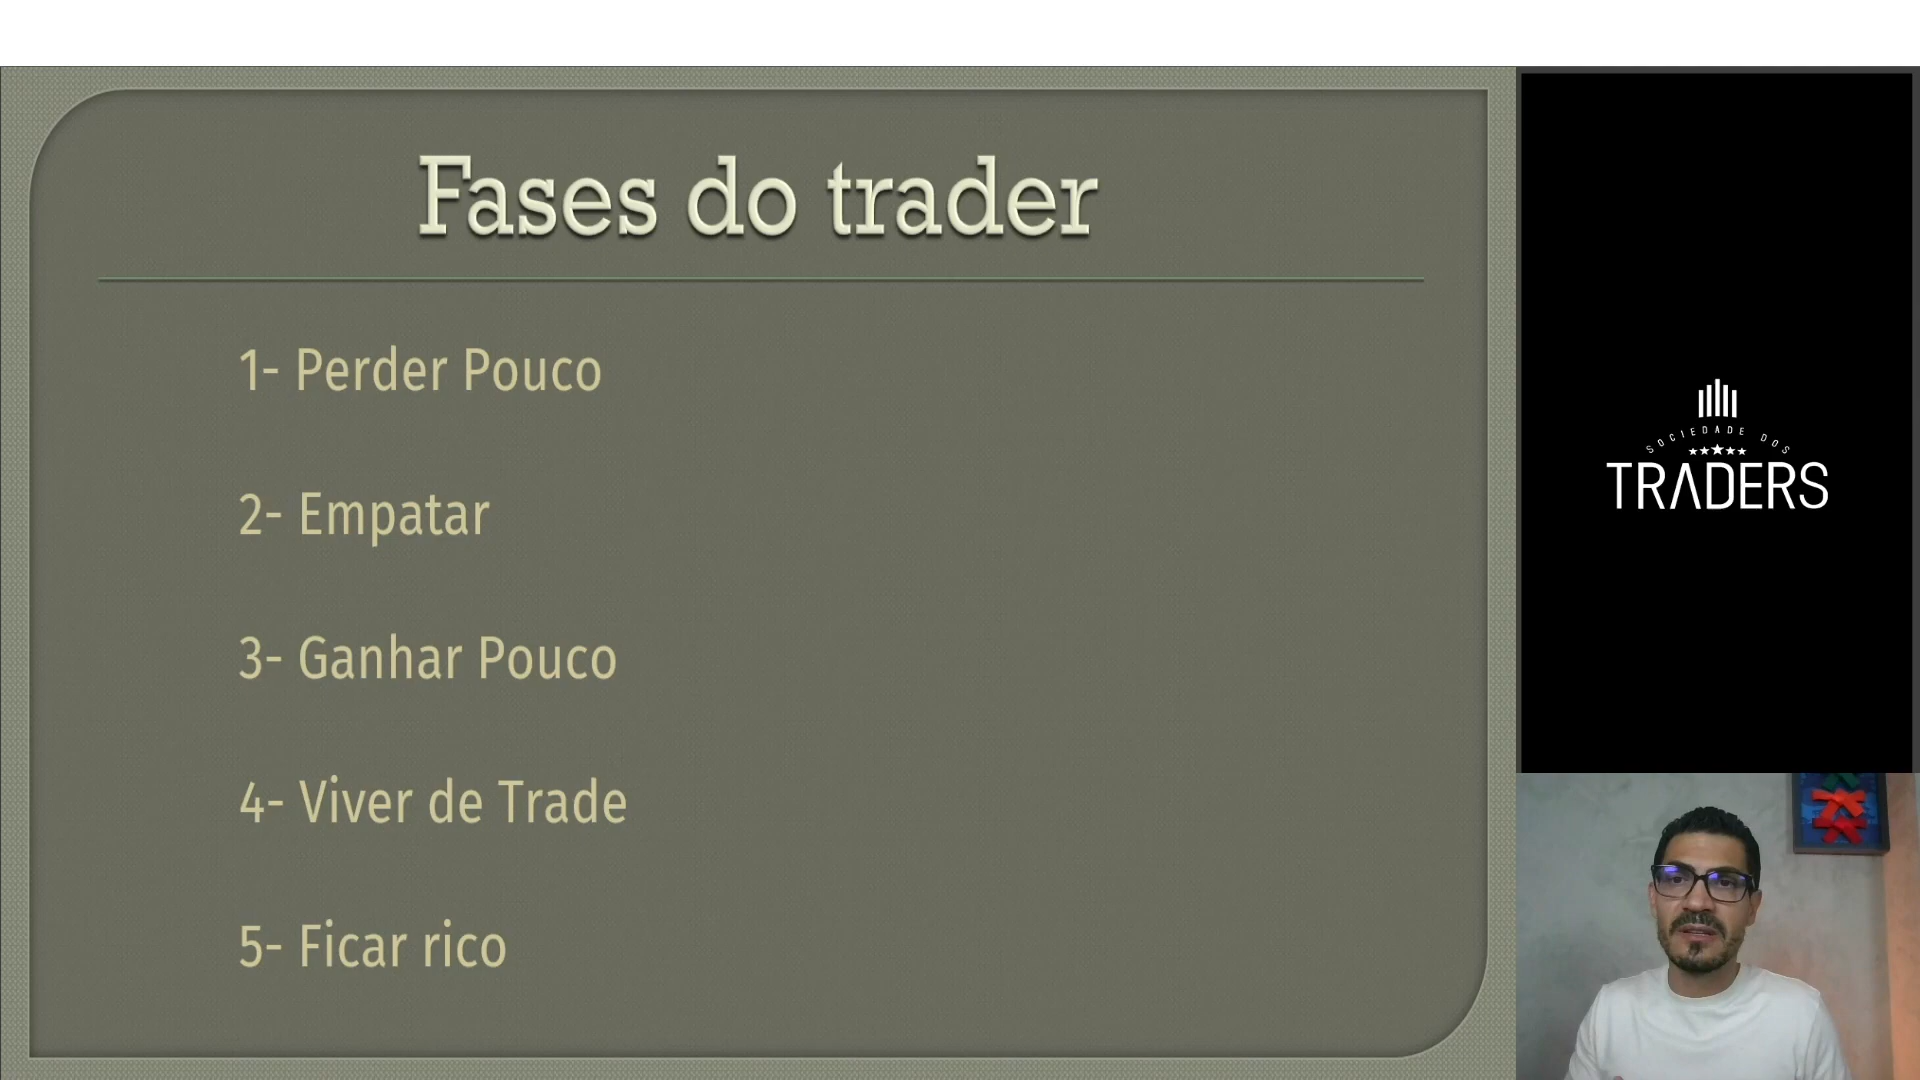 Fases do trader
1- Perder Pouco
2- Empatar
3- Ganhar Pouco
4- Viver de Trade
5- Ficar rico
SOCIEDADE DOS
TRADERS